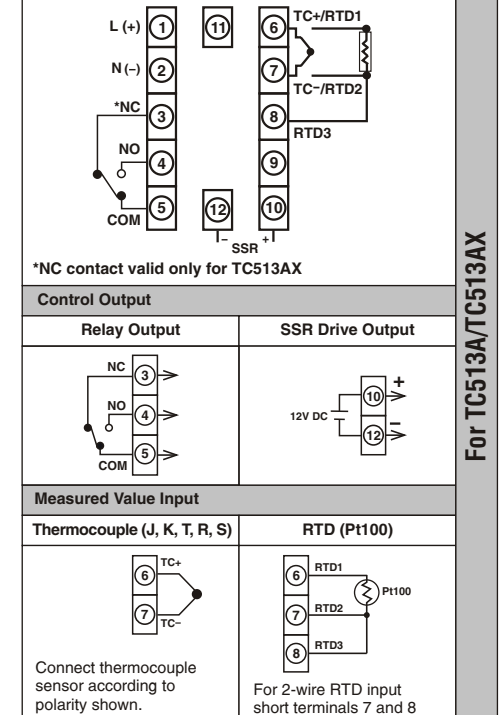 L (+) 1 11 6 TC+/RTD1
N (–) 2 7 TC–/RTD2
*NC 3 8 RTD3
NO 4 9
COM 5 12 10
– SSR +
*NC contact valid only for TC513AX
Control Output
Relay Output SSR Drive Output
NC 3
NO 4
COM 5
12V DC 10 +
12 –
Measured Value Input
Thermocouple (J, K, T, R, S) RTD (Pt100)
6 TC+
7 TC–
Connect thermocouple
sensor according to
polarity shown.
6 RTD1
Pt100
7 RTD2
8 RTD3
For 2-wire RTD input
short terminals 7 and 8
For TC513A/TC513AX